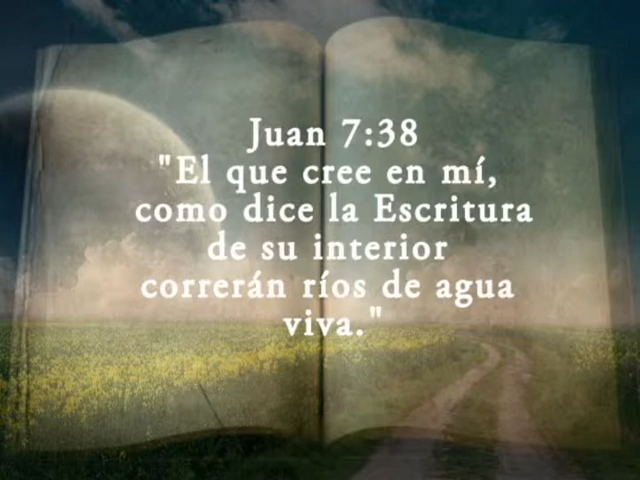 Juan 7:38
"El que cree en mí,
como dice la Escritura
de su interior
correrán ríos de agua
viva."